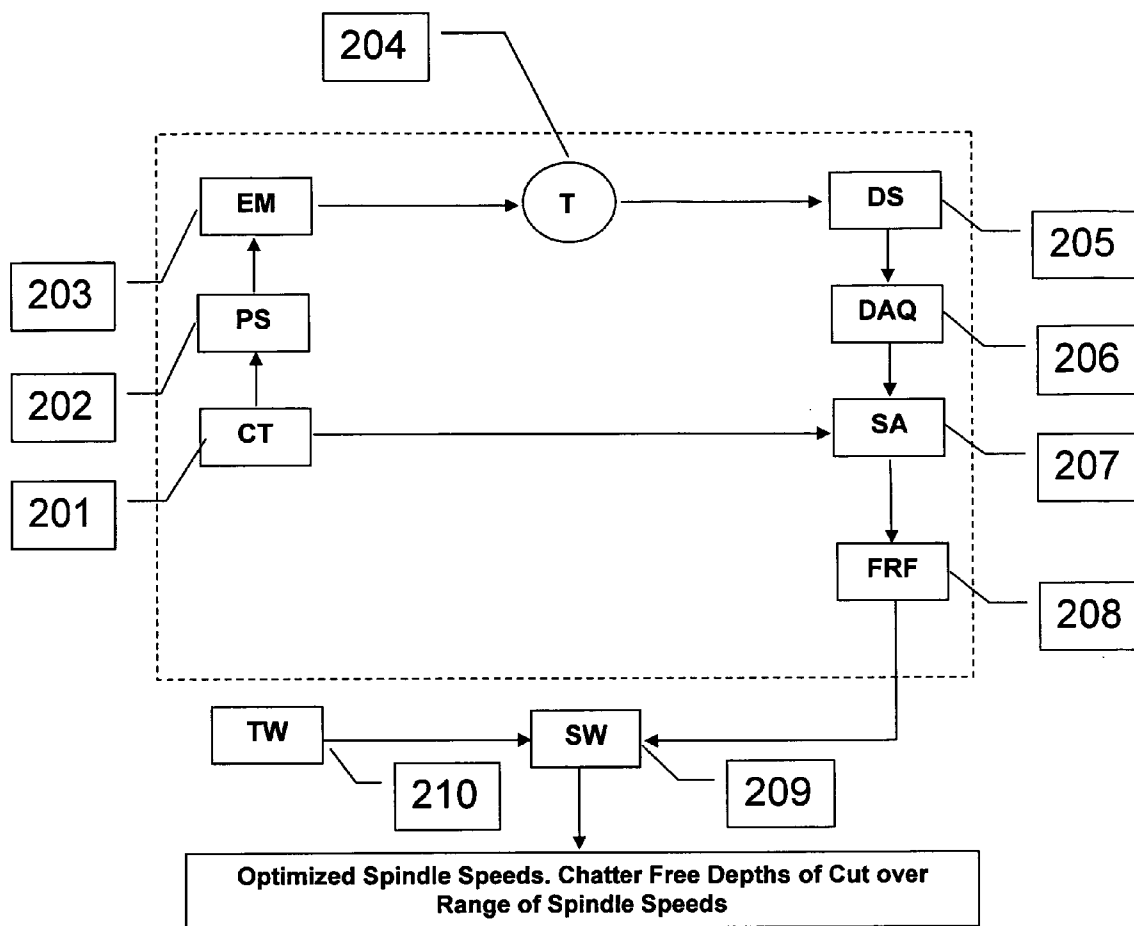 204
EM
T
DS
205
203
PS
DAQ
206
202
CT
SA
207
201
FRF
208
TW
SW
210
209
Optimized Spindle Speeds. Chatter Free Depths of Cut over
Range of Spindle Speeds